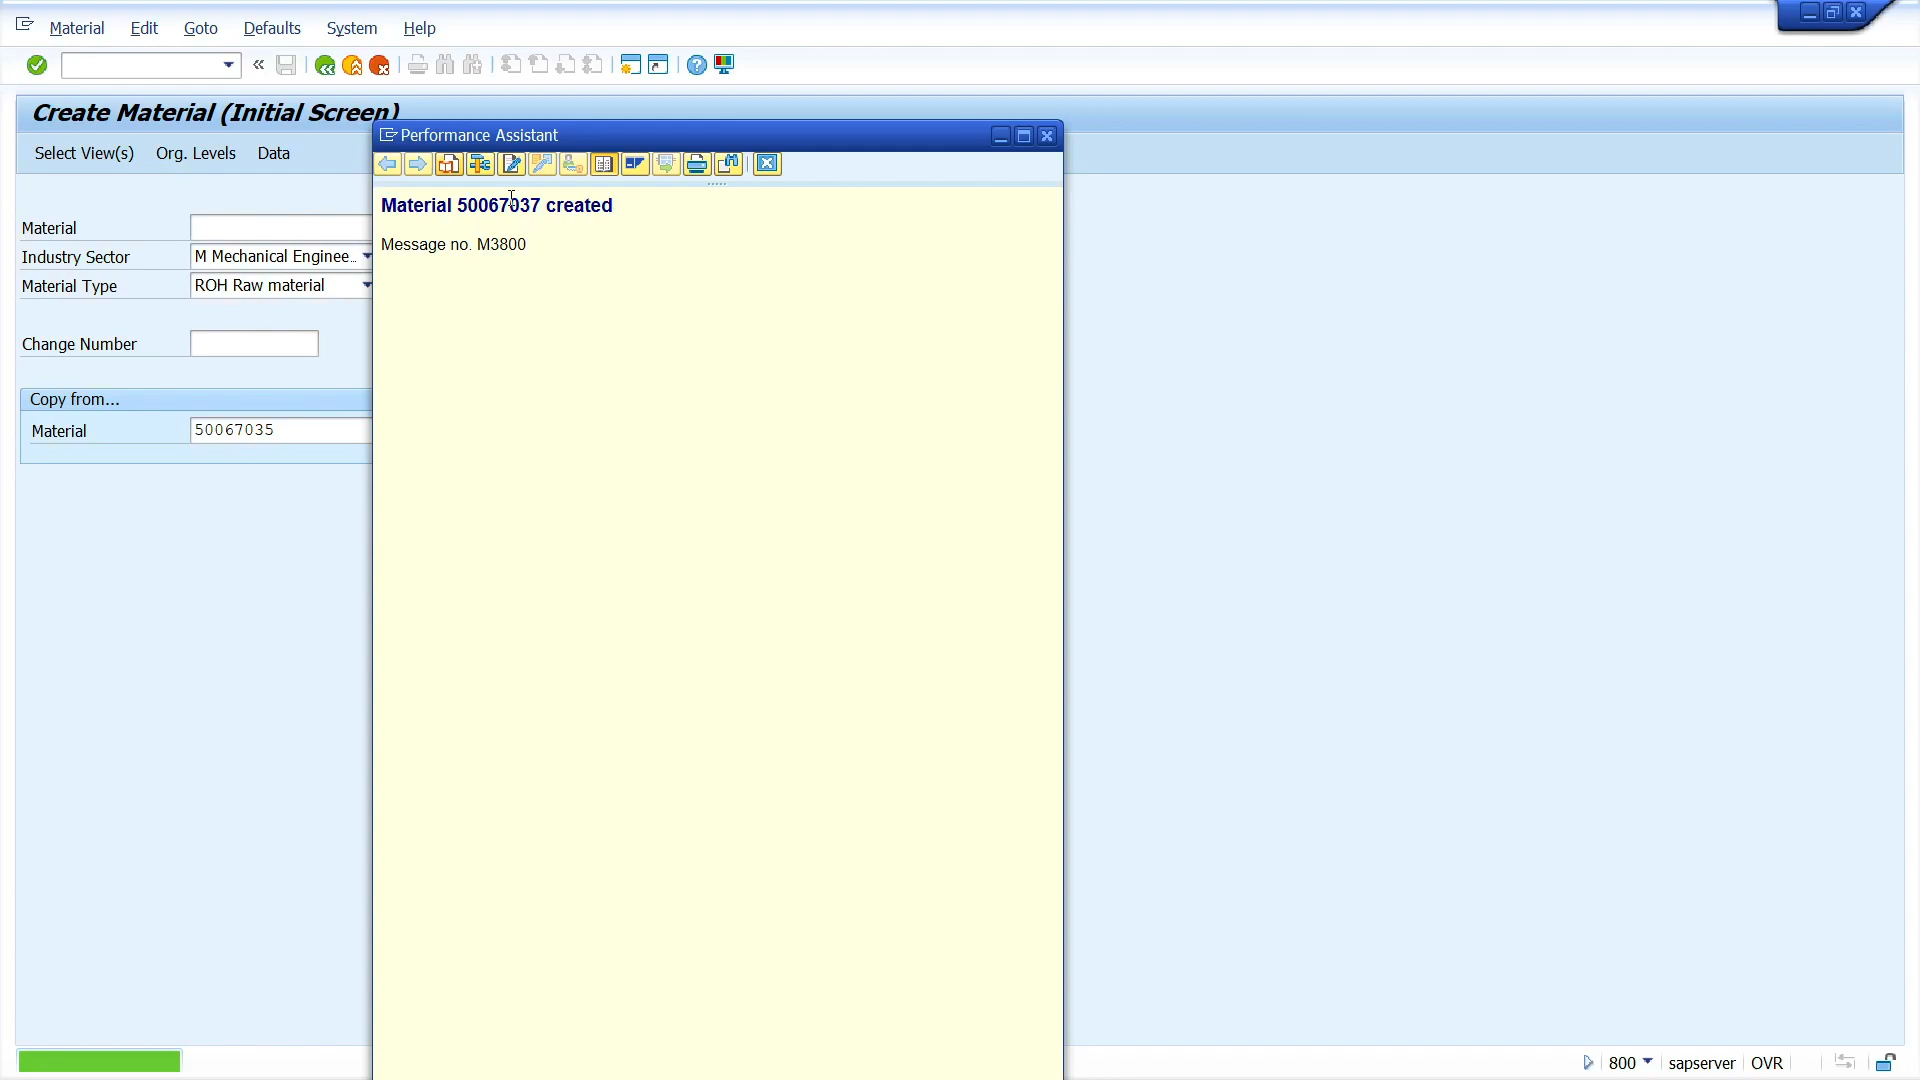 Material Edit Goto Defaults System Help
Create Material (Initial Screen)
Performance Assistant
Select View(s) Org. Levels Data
Material 50067037 created
Message no. M3800
Material
Industry Sector M Mechanical Enginee..
Material Type ROH Raw material
Change Number
Copy from...
Material 50067035
800 sapserver OVR